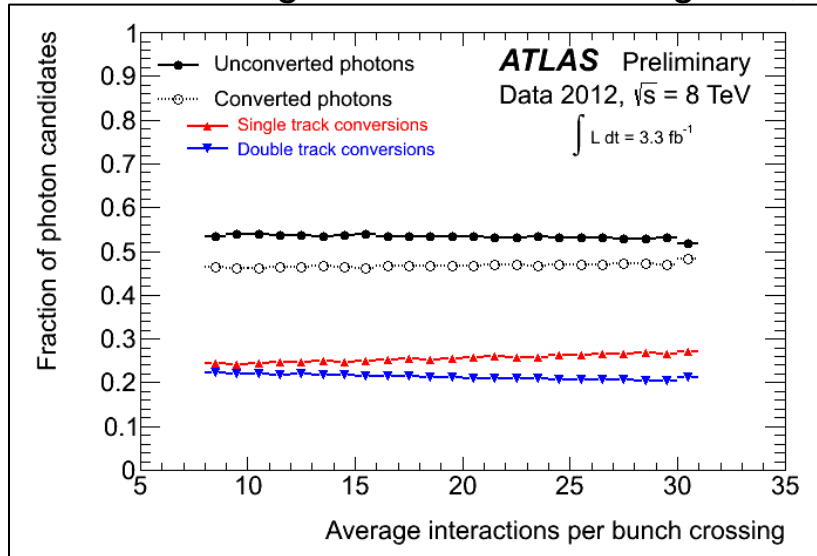 Fraction of photon candidates
1
0.9
0.8
0.7
0.6
0.5
0.4
0.3
0.2
0.1
0
Unconverted photons
Converted photons
Single track conversions
Double track conversions
ATLAS Preliminary
Data 2012, √s = 8 TeV
∫ L dt = 3.3 fb⁻¹
5 10 15 20 25 30 35
Average interactions per bunch crossing